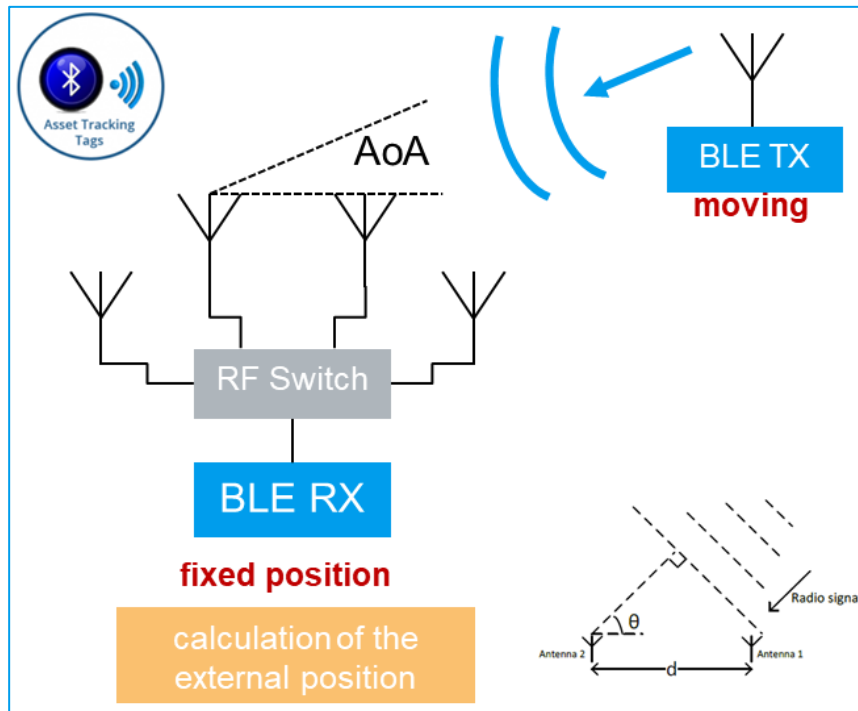 Asset Tracking
Tags
AoA
BLE TX
moving
RF Switch
BLE RX
fixed position
calculation of the
external position
Radio signa
θ
Antenna 2
Antenna 1
d